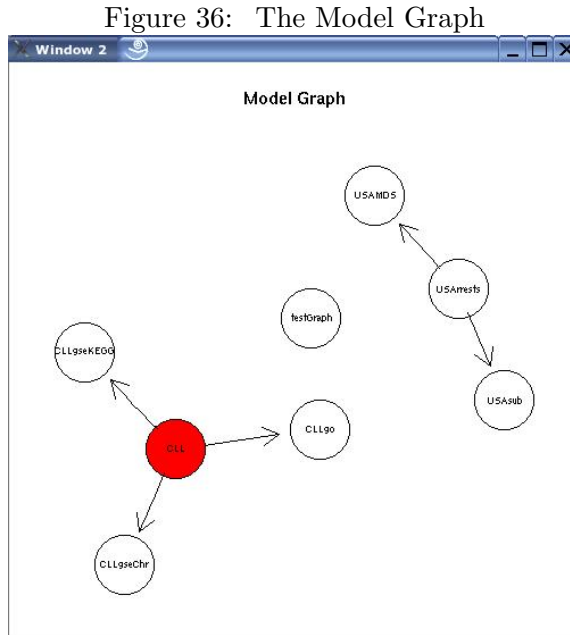 Figure 36: The Model Graph
Window 2
Model Graph
USAMDS
USArrests
testGraph
CLLgseKEGG
USAsub
CLLgo
CLL
CLLgseChr